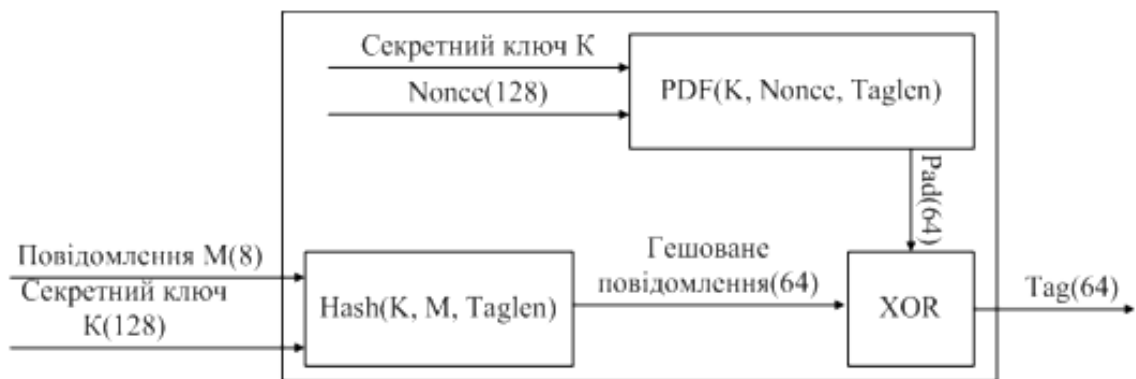 Секретний ключ К
Nonce(128)
PDF(K, Nonce, Taglen)
Pad(64)
Повідомлення М(8)
Секретний ключ
К(128)
Hash(K, M, Taglen)
Гешоване
повідомлення(64)
XOR
Tag(64)